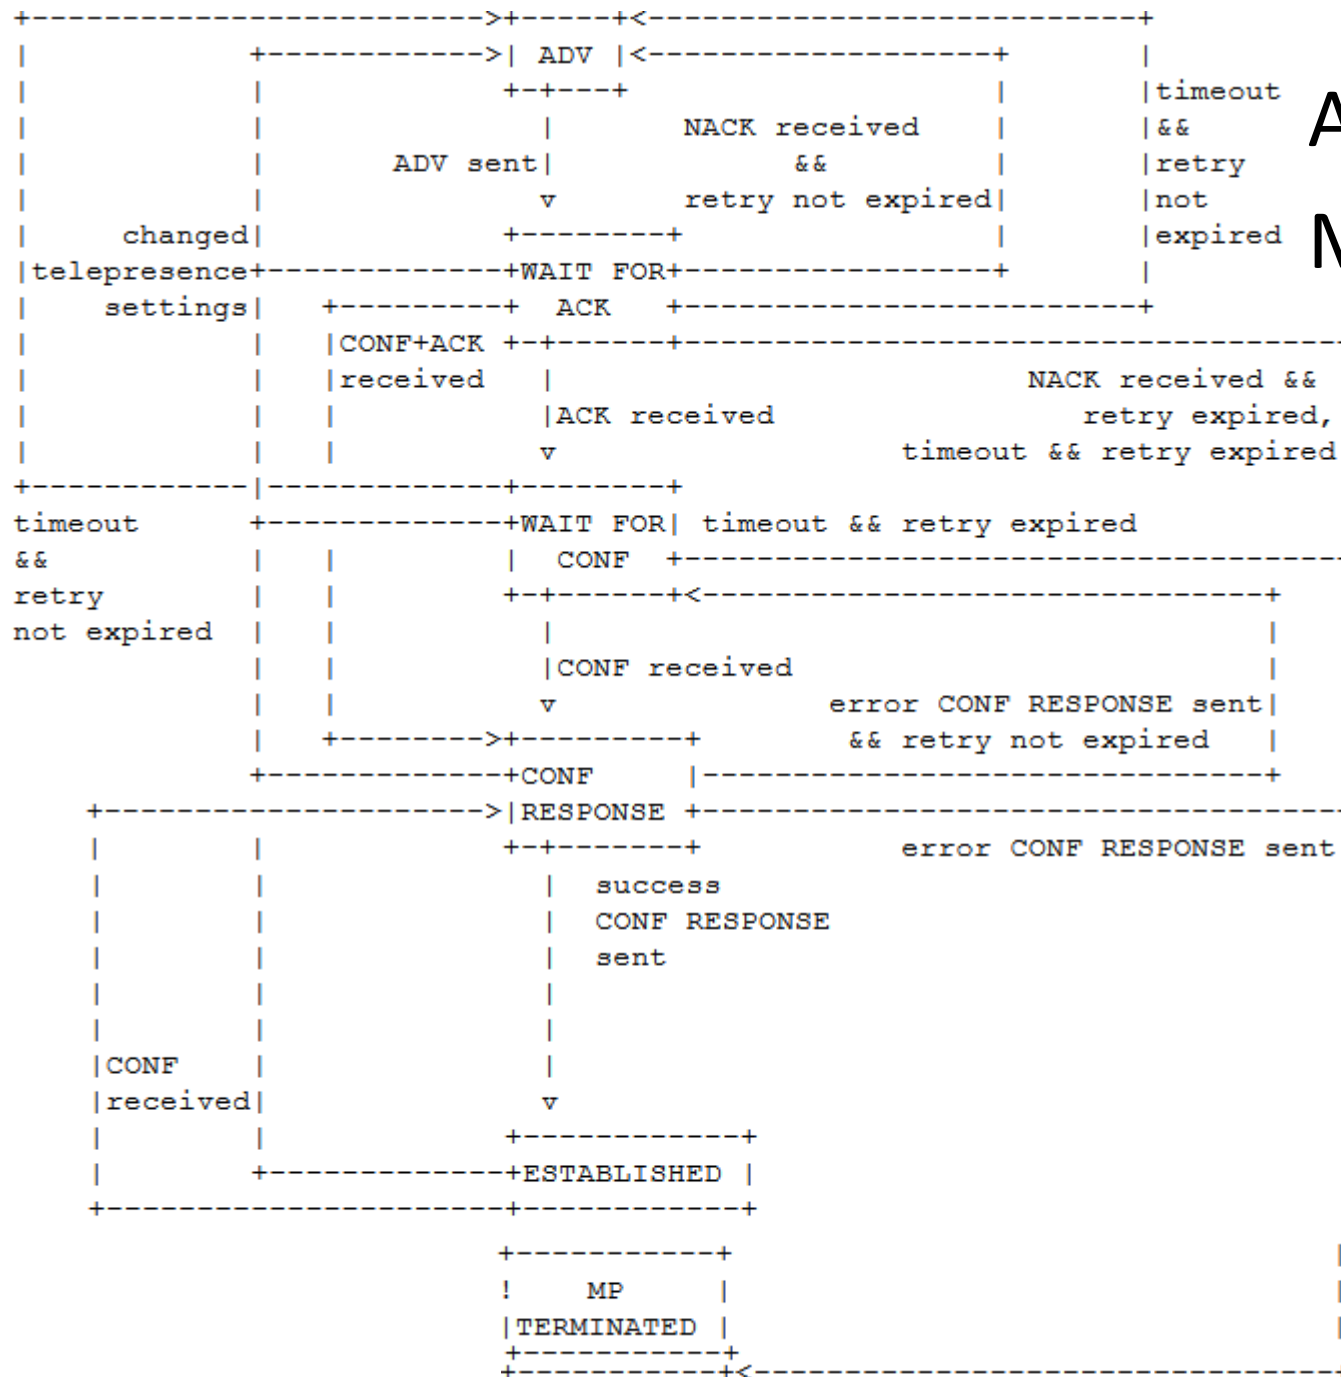 ADV
timeout
NACK received
&&
ADV sent
&&
retry
retry not expired
not
changed
expired
telepresence
WAIT FOR
settings
ACK
CONF+ACK
received
NACK received &&
ACK received
retry expired,
timeout && retry expired
timeout
WAIT FOR
timeout && retry expired
&&
CONF
retry
not expired
CONF received
error CONF RESPONSE sent
&& retry not expired
CONF
RESPONSE
error CONF RESPONSE sent
success
CONF RESPONSE
sent
CONF
received
ESTABLISHED
MP
TERMINATED